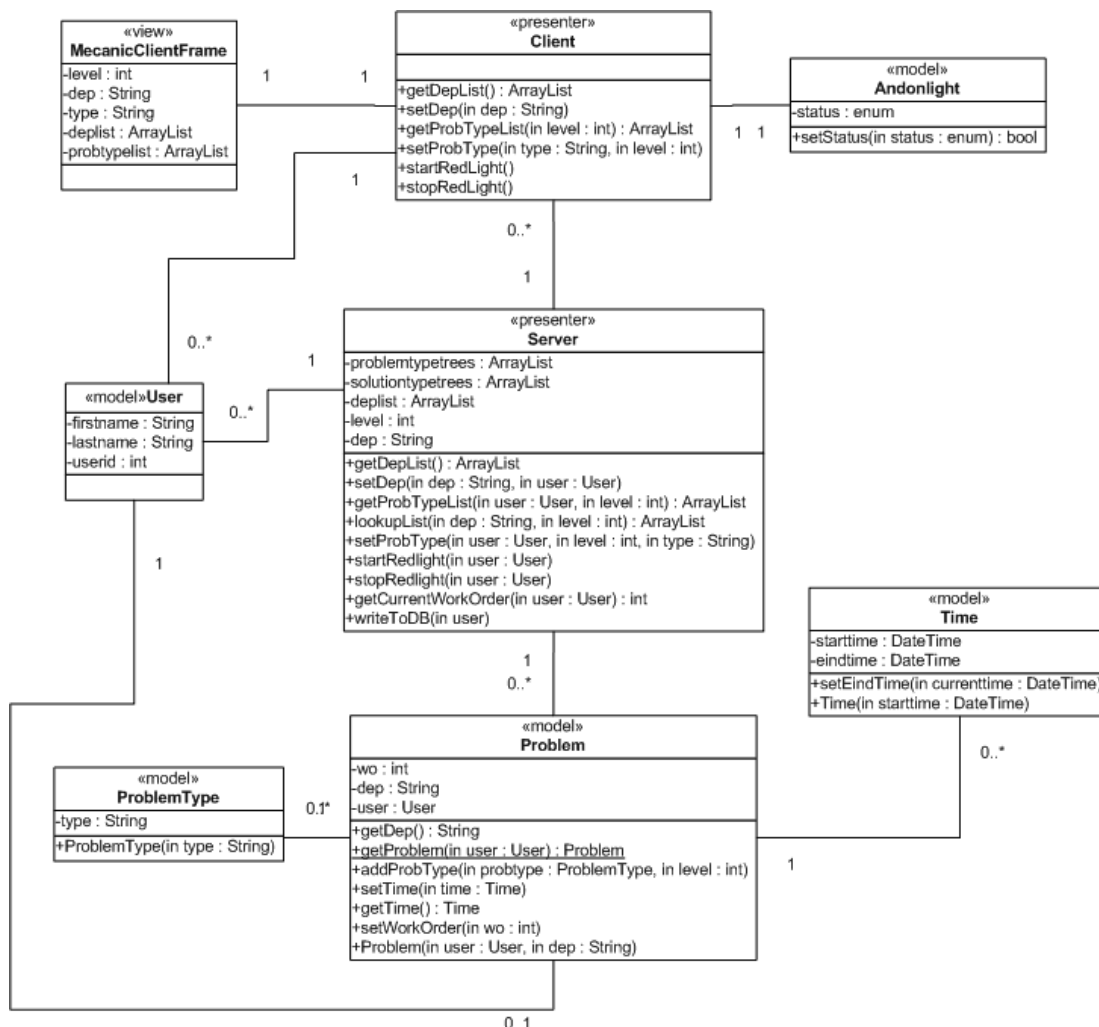 «view»
MecanicClientFrame
-level : int
-dep : String
-type : String
-deplist : ArrayList
-probtypelist : ArrayList
1
1
«presenter»
Client
+getDepList() : ArrayList
+setDep(in dep : String)
+getProbTypeList(in level : int) : ArrayList
+setProbType(in type : String, in level : int)
+startRedLight()
+stopRedLight()
1 1
«model»
Andonlight
-status : enum
+setStatus(in status : enum) : bool
1
0..*
0..*
1
«presenter»
Server
-problemtypetrees : ArrayList
-solutiontypetrees : ArrayList
-deplist : ArrayList
-level : int
-dep : String
+getDepList() : ArrayList
+setDep(in dep : String, in user : User)
+getProbTypeList(in user : User, in level : int) : ArrayList
+lookupList(in dep : String, in level : int) : ArrayList
+setProbType(in user : User, in level : int, in type : String)
+startRedlight(in user : User)
+stopRedlight(in user : User)
+getCurrentWorkOrder(in user : User) : int
+writeToDB(in user)
1
0..*
«model»User
-firstname : String
-lastname : String
-userid : int
1
1
0..*
«model»
Time
-starttime : DateTime
-eindtime : DateTime
+setEindTime(in currenttime : DateTime)
+Time(in starttime : DateTime)
0..*
1
«model»
Problem
-wo : int
-dep : String
-user : User
+getDep() : String
+getProblem(in user : User) : Problem
+addProbType(in probtype : ProblemType, in level : int)
+setTime(in time : Time)
+getTime() : Time
+setWorkOrder(in wo : int)
+Problem(in user : User, in dep : String)
«model»
ProblemType
-type : String
+ProblemType(in type : String)
0..1